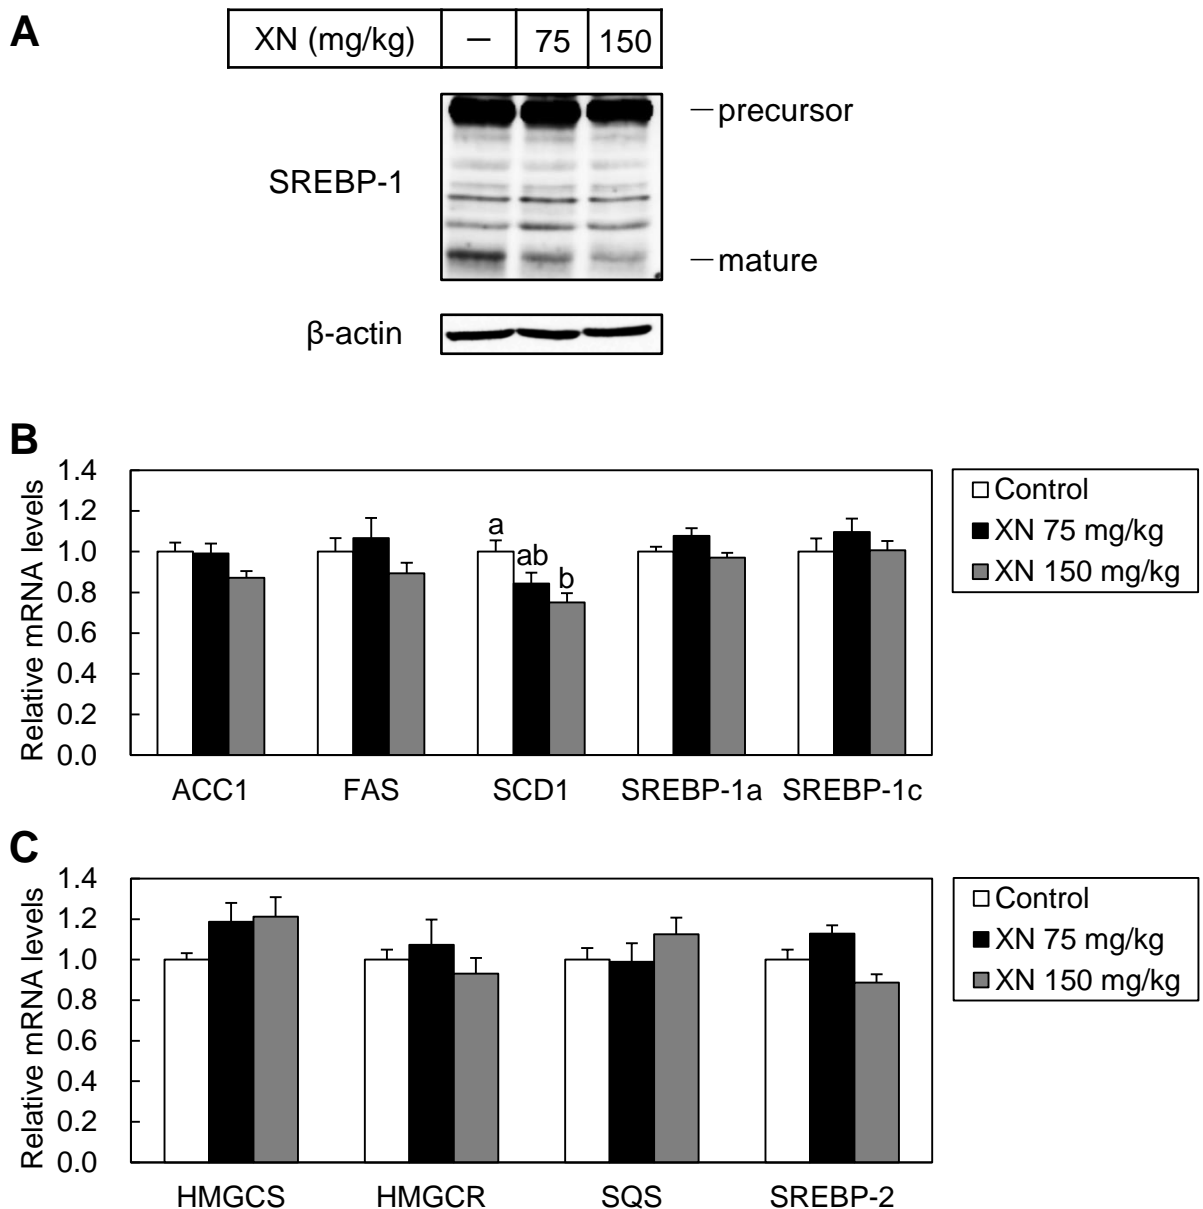 A
XN (mg/kg) – 75 150
precursor
SREBP-1
mature
β-actin
B
Relative mRNA levels
1.4
1.2
1.0
0.8
0.6
0.4
0.2
0.0
a
ab
b
ACC1 FAS SCD1 SREBP-1a SREBP-1c
Control
XN 75 mg/kg
XN 150 mg/kg
C
Relative mRNA levels
1.4
1.2
1.0
0.8
0.6
0.4
0.2
0.0
HMGCS HMGCR SQS SREBP-2
Control
XN 75 mg/kg
XN 150 mg/kg